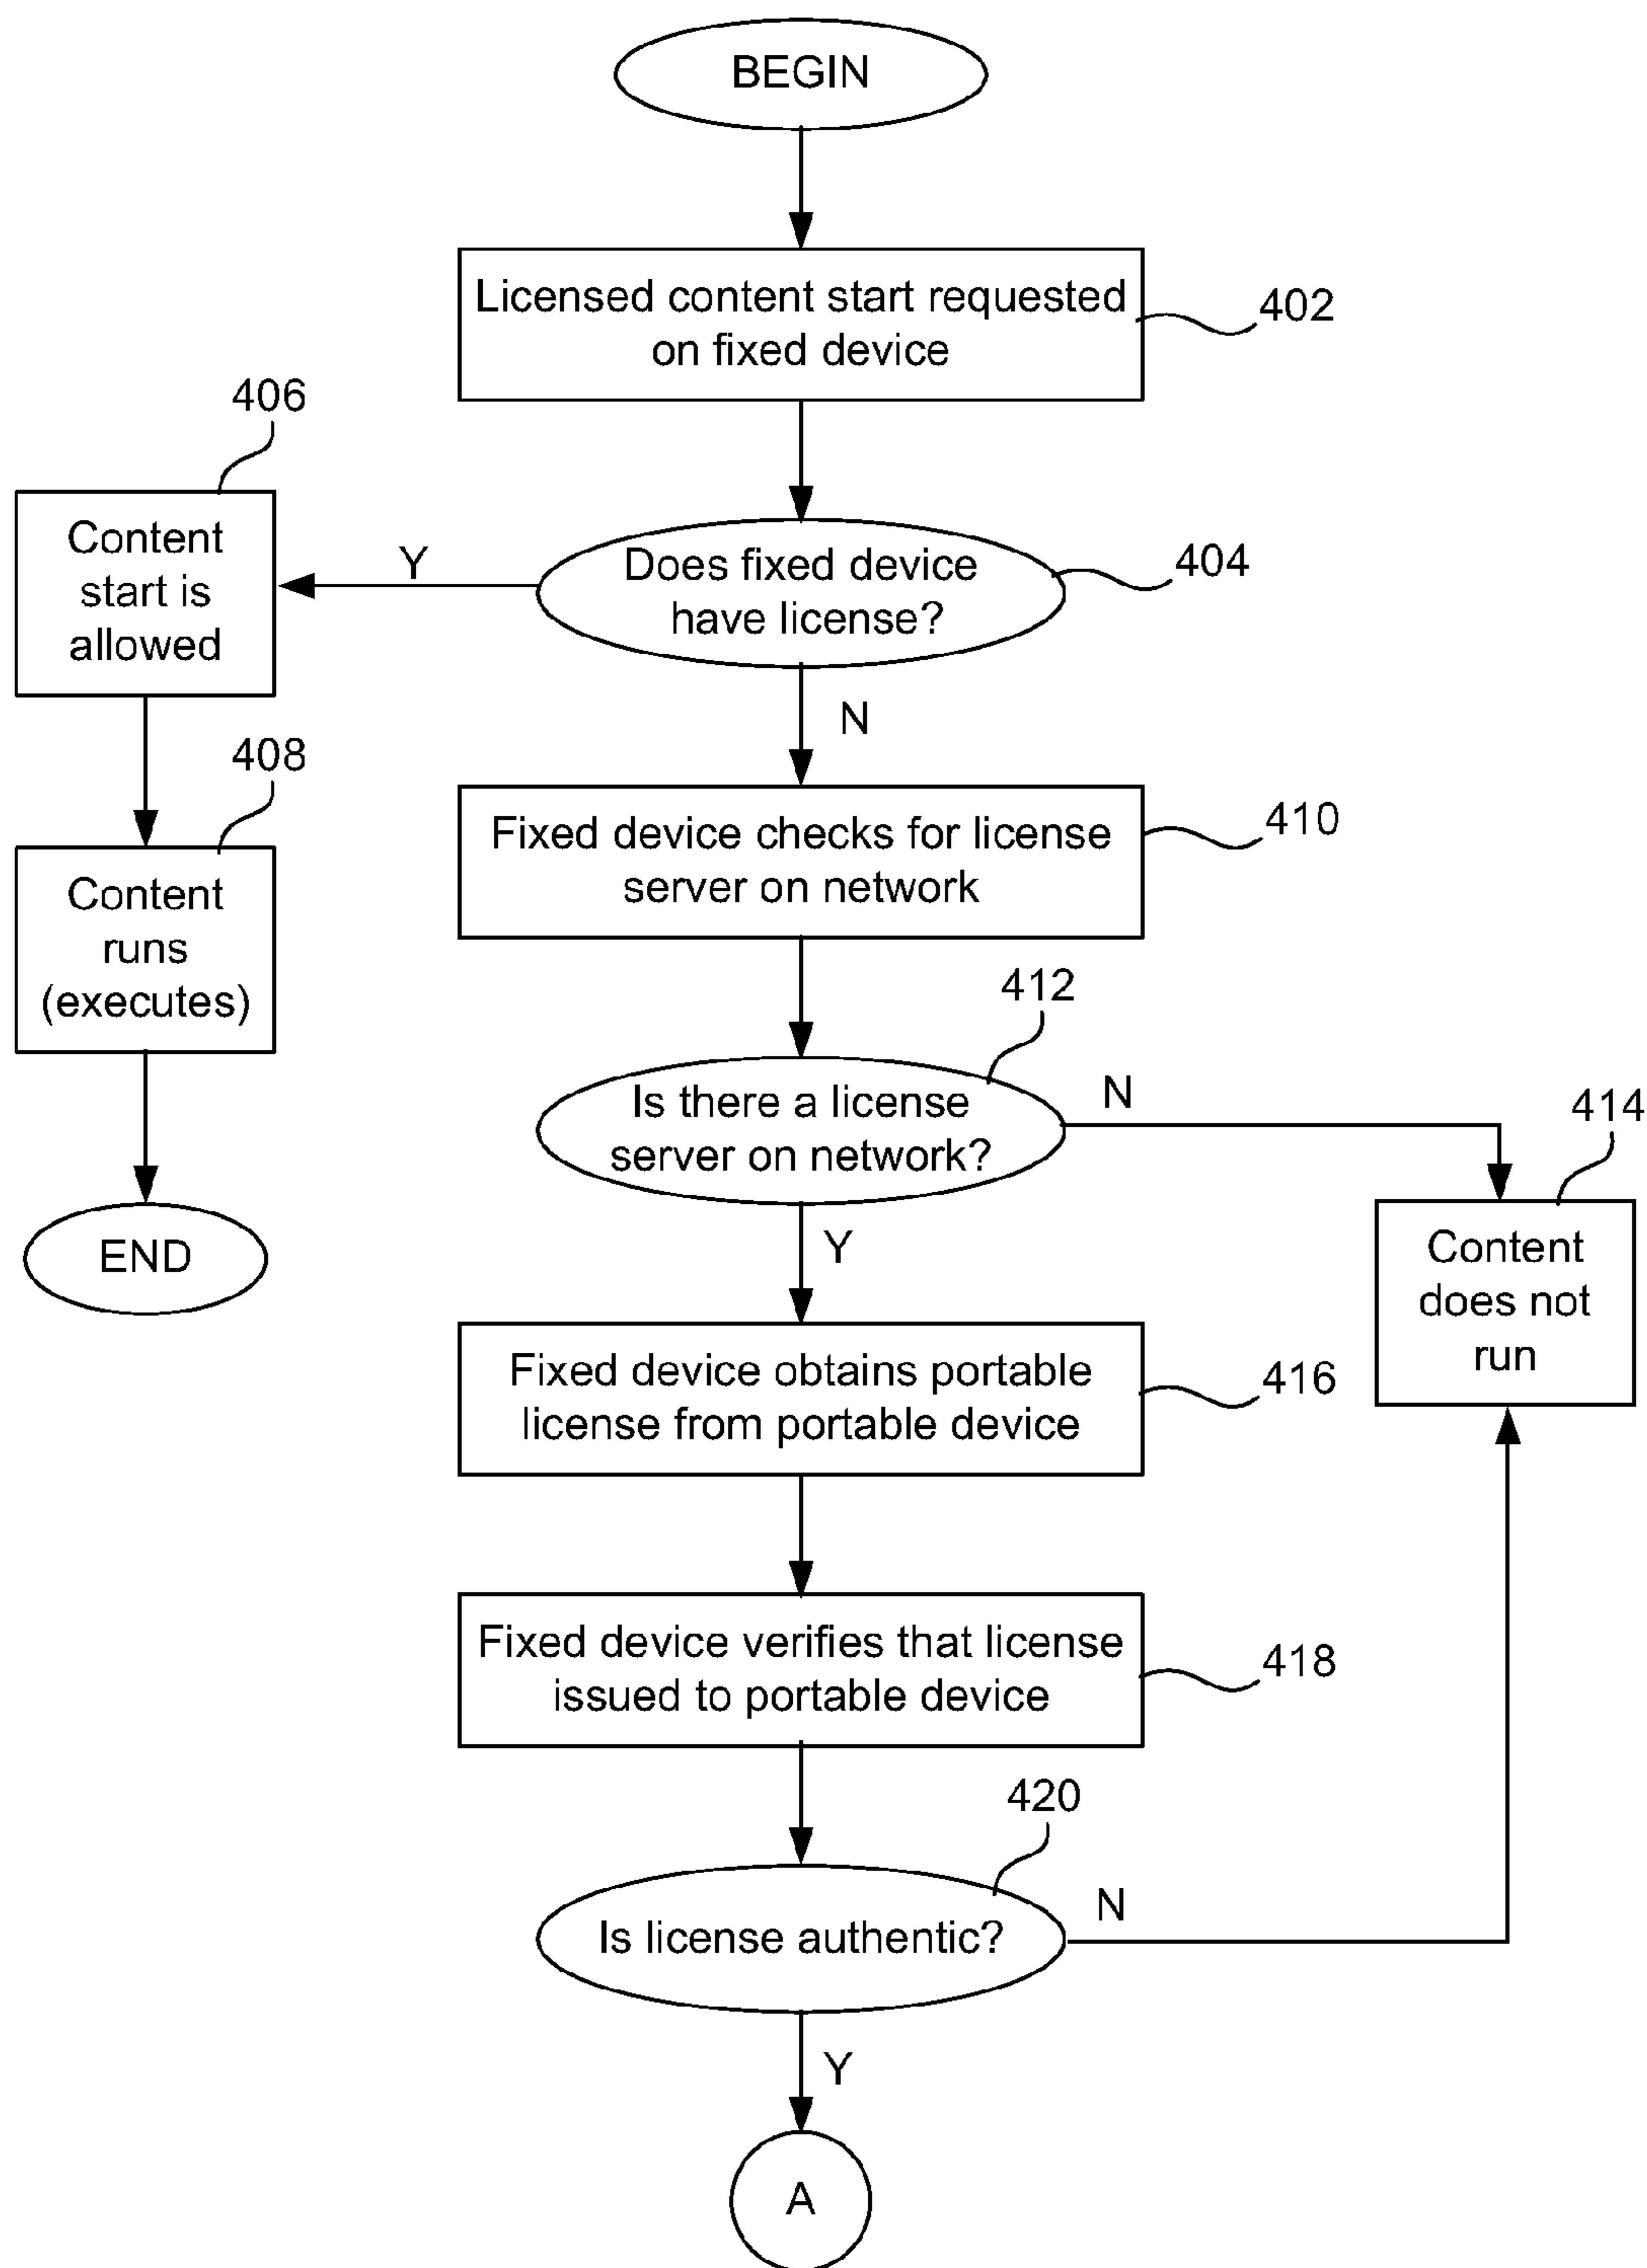 BEGIN
Licensed content start requested
on fixed device
402
406
Content
start is
allowed
Y
Does fixed device
have license?
404
N
408
Content
runs
(executes)
Fixed device checks for license
server on network
410
412
Is there a license
server on network?
N
414
END
Y
Content
does not
run
Fixed device obtains portable
license from portable device
416
Fixed device verifies that license
issued to portable device
418
420
Is license authentic?
N
Y
A